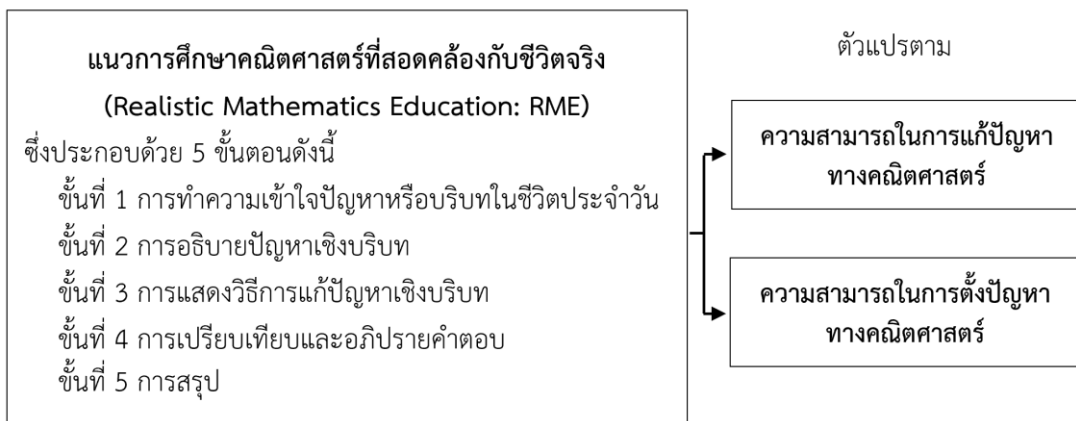 แนวการศึกษาคณิตศาสตร์ที่สอดคล้องกับชีวิตจริง
(Realistic Mathematics Education: RME)
ซึ่งประกอบด้วย 5 ขั้นตอนดังนี้
ขั้นที่ 1 การทำความเข้าใจปัญหาหรือบริบทในชีวิตประจำวัน
ขั้นที่ 2 การอธิบายปัญหาเชิงบริบท
ขั้นที่ 3 การแสดงวิธีการแก้ปัญหาเชิงบริบท
ขั้นที่ 4 การเปรียบเทียบและอภิปรายคำตอบ
ขั้นที่ 5 การสรุป
ตัวแปรตาม
ความสามารถในการแก้ปัญหา
ทางคณิตศาสตร์
ความสามารถในการตั้งปัญหา
ทางคณิตศาสตร์